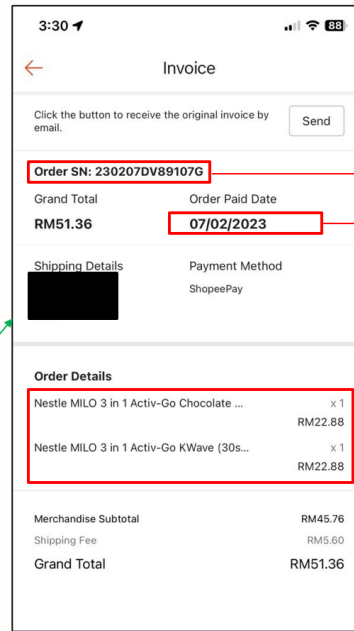 3:30
88
Invoice
Click the button to receive the original invoice by
email.
Send
Order SN: 230207DV89107G
Grand Total
Order Paid Date
RM51.36
07/02/2023
Shipping Details
Payment Method
ShopeePay
Order Details
Nestle MILO 3 in 1 Activ-Go Chocolate ...
x 1
RM22.88
Nestle MILO 3 in 1 Activ-Go KWave (30s...
x 1
RM22.88
Merchandise Subtotal
RM45.76
Shipping Fee
RM5.60
Grand Total
RM51.36